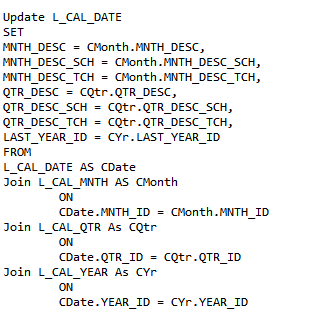 Update L_CAL_DATE
SET
MNTH_DESC = CMonth.MNTH_DESC,
MNTH_DESC_SCH = CMonth.MNTH_DESC_SCH,
MNTH_DESC_TCH = CMonth.MNTH_DESC_TCH,
QTR_DESC = CQtr.QTR_DESC,
QTR_DESC_SCH = CQtr.QTR_DESC_SCH,
QTR_DESC_TCH = CQtr.QTR_DESC_TCH,
LAST_YEAR_ID = CYr.LAST_YEAR_ID
FROM
L_CAL_DATE AS CDate
Join L_CAL_MNTH AS CMonth
ON
CDate.MNTH_ID = CMonth.MNTH_ID
Join L_CAL_QTR As CQtr
ON
CDate.QTR_ID = CQtr.QTR_ID
Join L_CAL_YEAR As CYr
ON
CDate.YEAR_ID = CYr.YEAR_ID